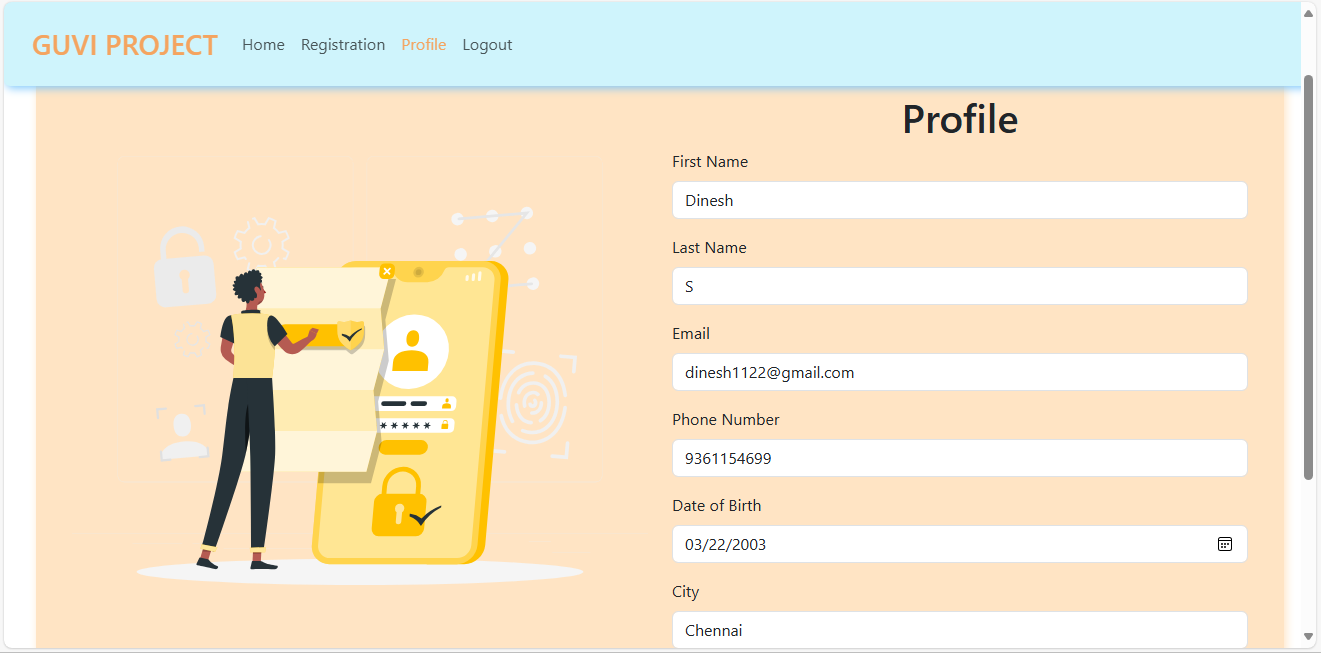 GUVI PROJECT Home Registration Profile Logout
Profile
First Name
Dinesh
Last Name
S
Email
dinesh1122@gmail.com
Phone Number
9361154699
Date of Birth
03/22/2003
City
Chennai